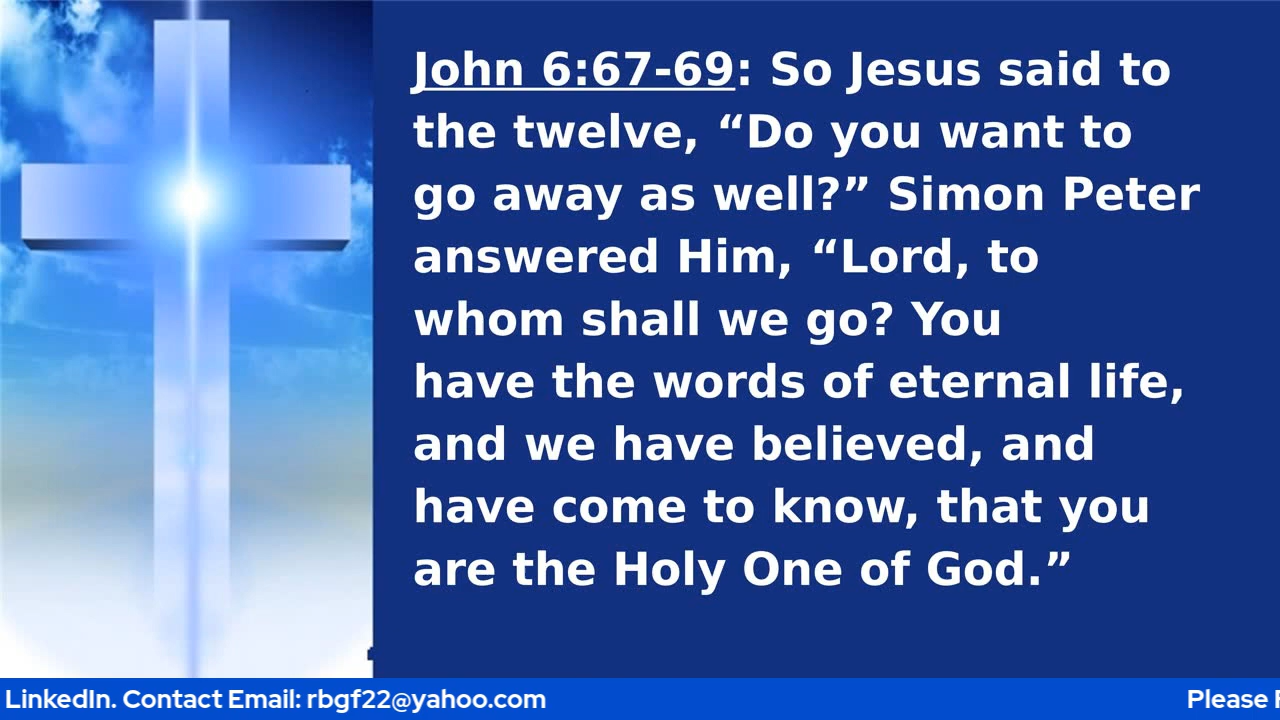 John 6:67-69: So Jesus said to
the twelve, “Do you want to
go away as well?” Simon Peter
answered Him, “Lord, to
whom shall we go? You
have the words of eternal life,
and we have believed, and
have come to know, that you
are the Holy One of God.”
LinkedIn. Contact Email: rbgf22@yahoo.com
Please